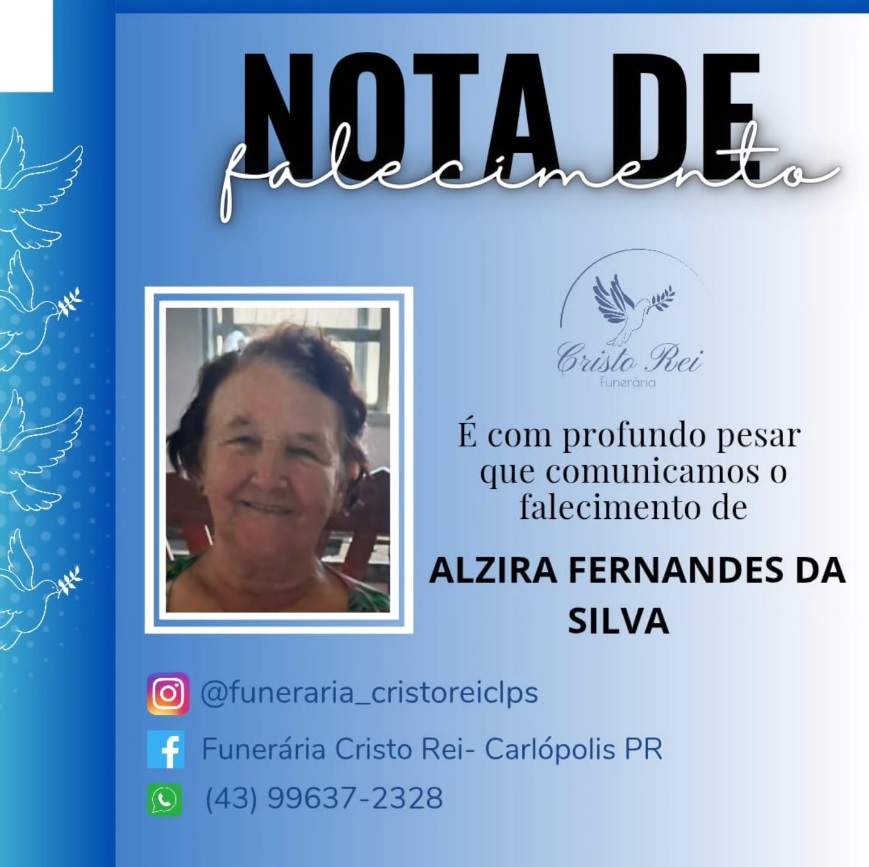 NOTA DE
falecimento
Cristo Rei
Funerária
É com profundo pesar
que comunicamos o
falecimento de
ALZIRA FERNANDES DA
SILVA
@funeraria_cristoreiclps
Funerária Cristo Rei- Carlópolis PR
(43) 99637-2328